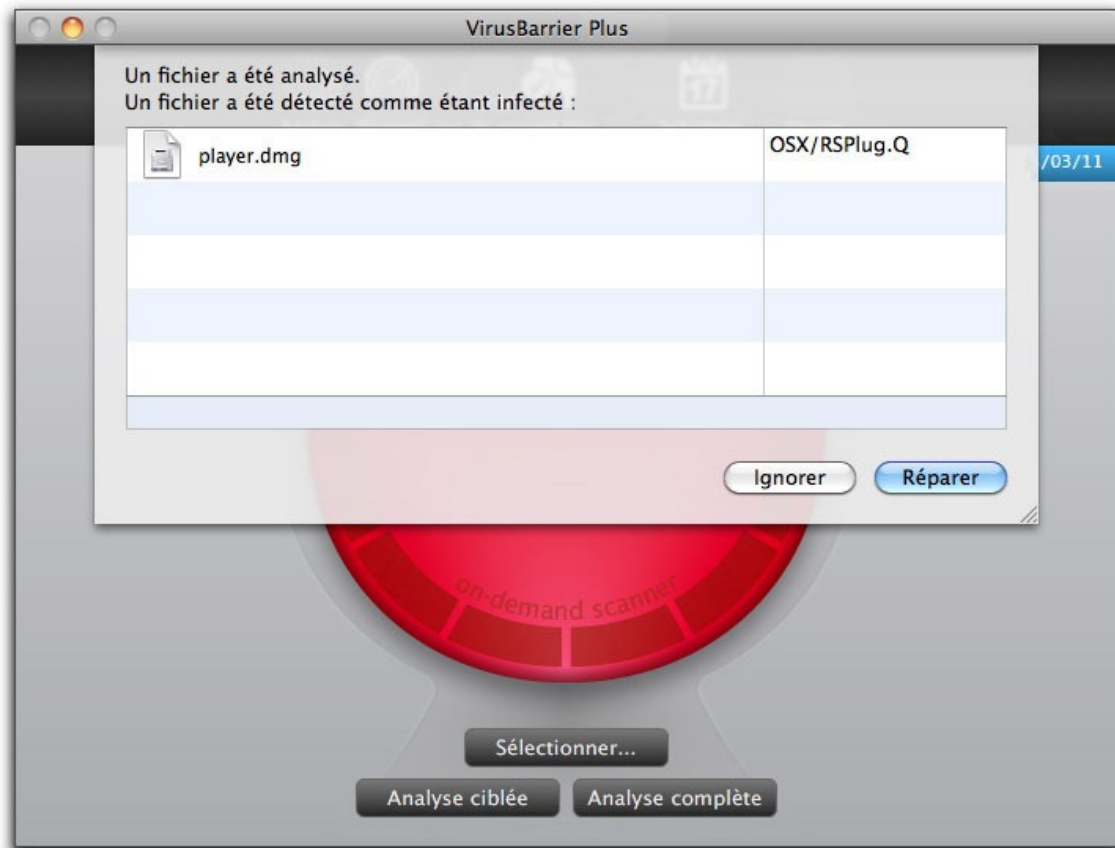 VirusBarrier Plus
Un fichier a été analysé.
Un fichier a été détecté comme étant infecté :
player.dmg
OSX/RSPlug.Q
/03/11
17
Ignorer
Réparer
on-demand scanner
Sélectionner...
Analyse ciblée
Analyse complète